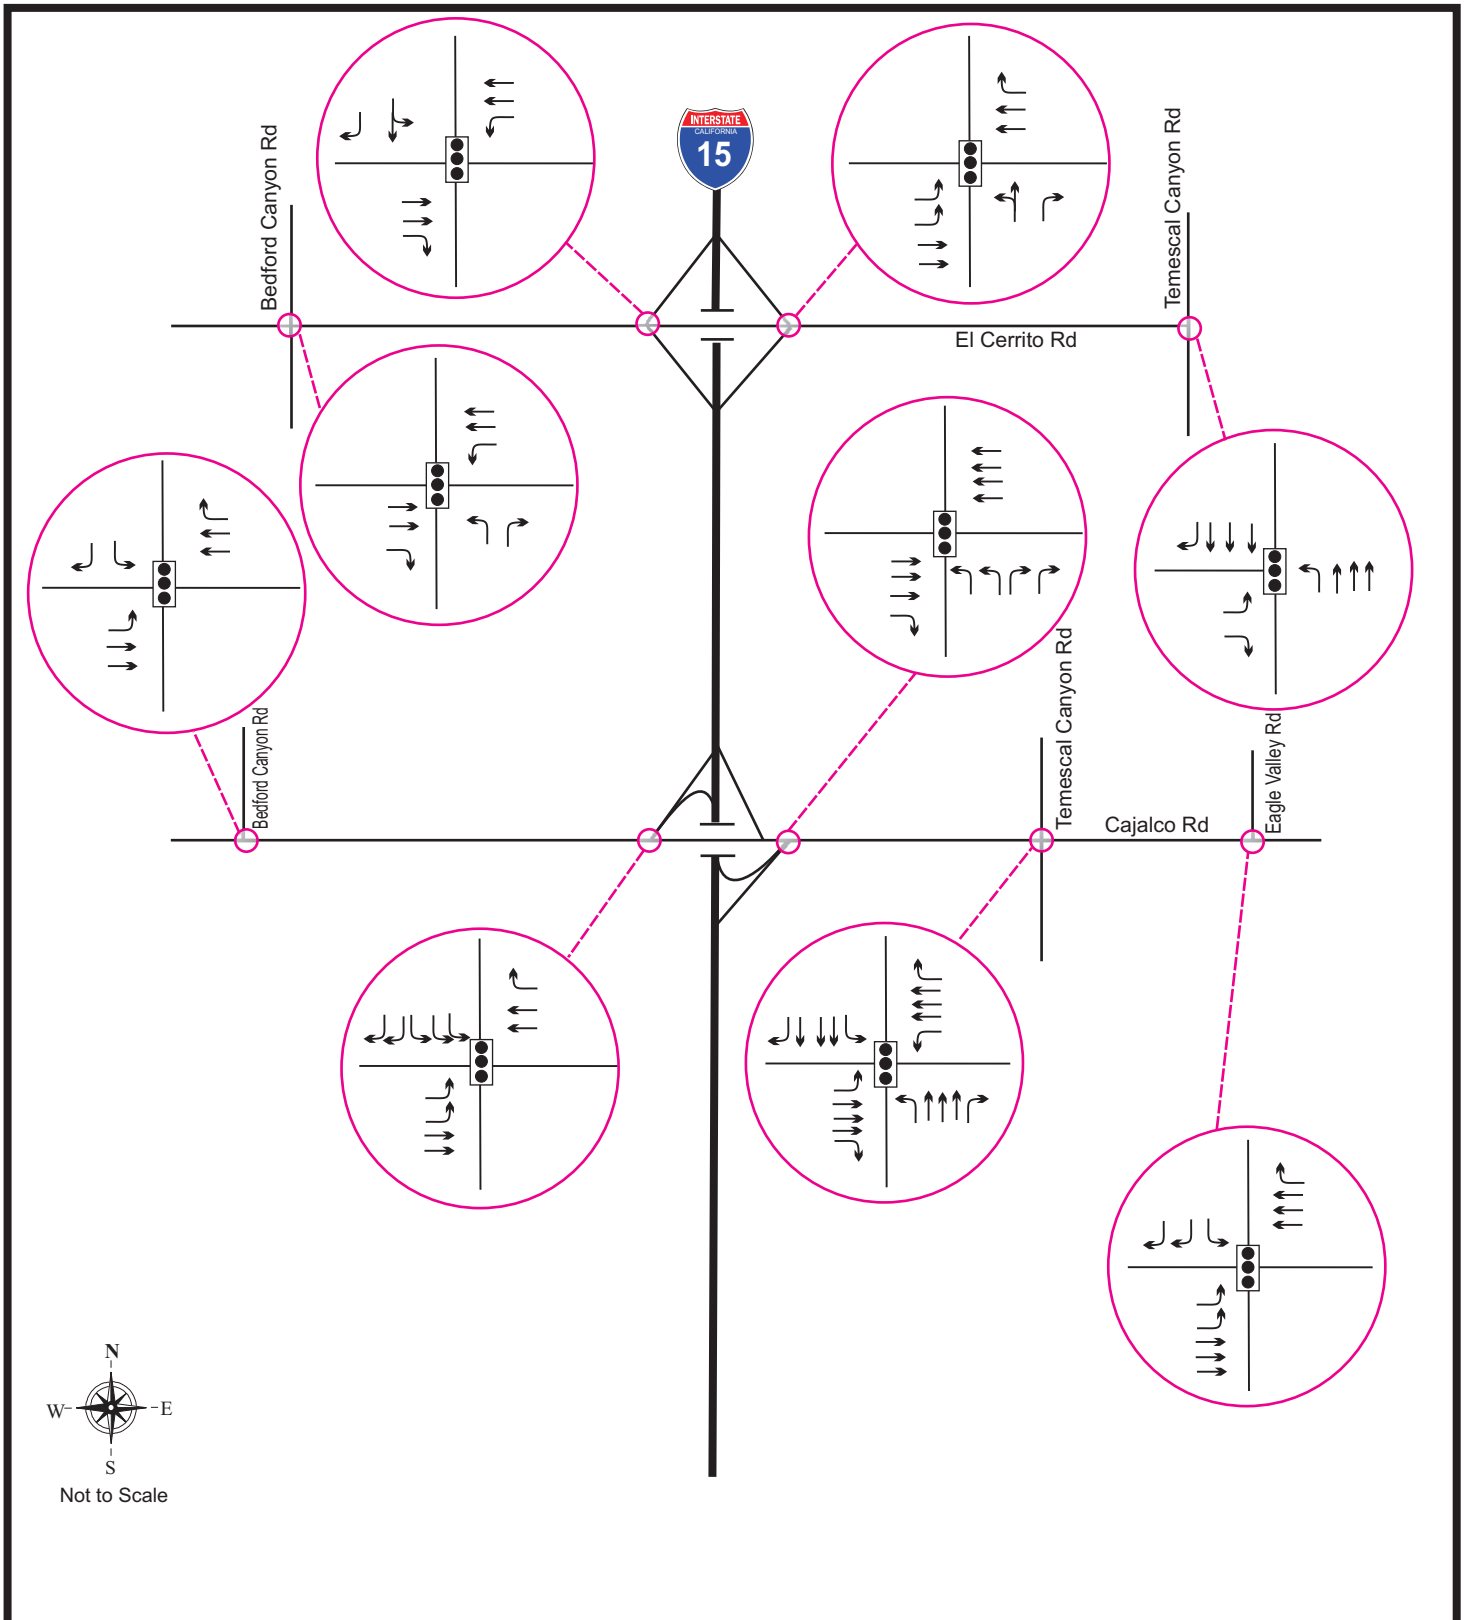 INTERSTATE
CALIFORNIA
15
Bedford Canyon Rd
Temescal Canyon Rd
El Cerrito Rd
Bedford Canyon Rd
Temescal Canyon Rd
Eagle Valley Rd
Cajalco Rd
N
W
E
S
Not to Scale